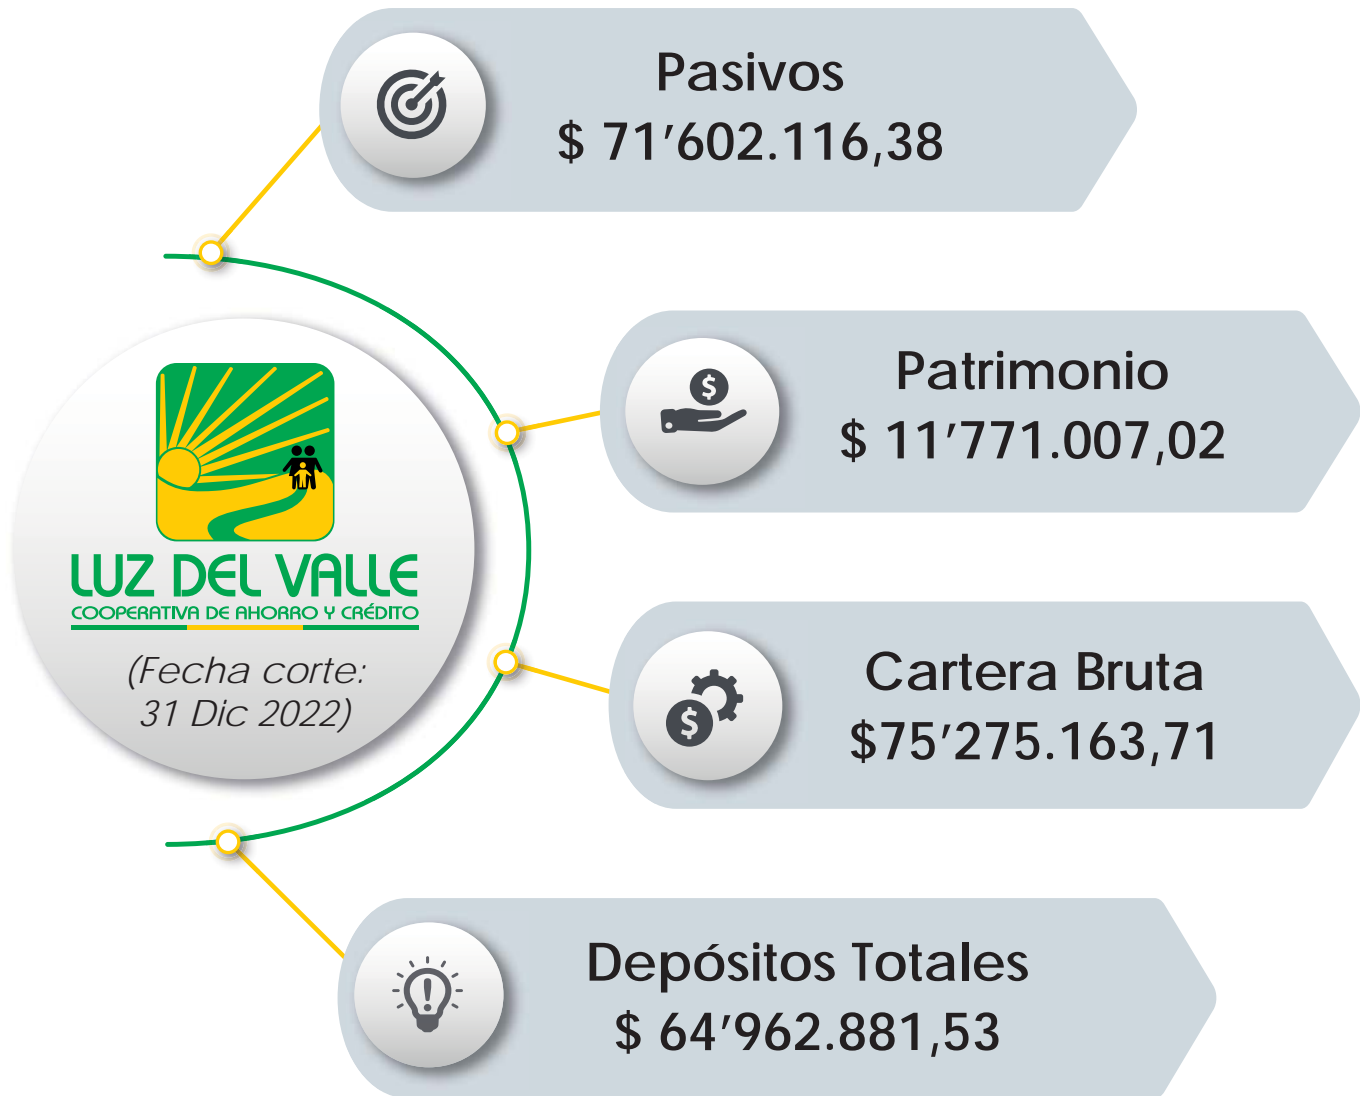 Pasivos
$ 71'602.116,38
Patrimonio
$ 11'771.007,02
LUZ DEL VALLE
COOPERATIVA DE AHORRO Y CRÉDITO
(Fecha corte:
31 Dic 2022)
Cartera Bruta
$75'275.163,71
Depósitos Totales
$ 64'962.881,53